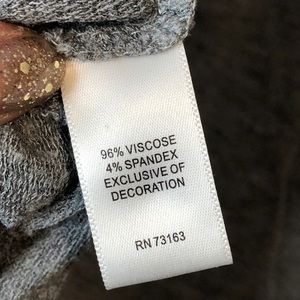 96% VISCOSE
4% SPANDEX
EXCLUSIVE OF
DECORATION
RN 73163